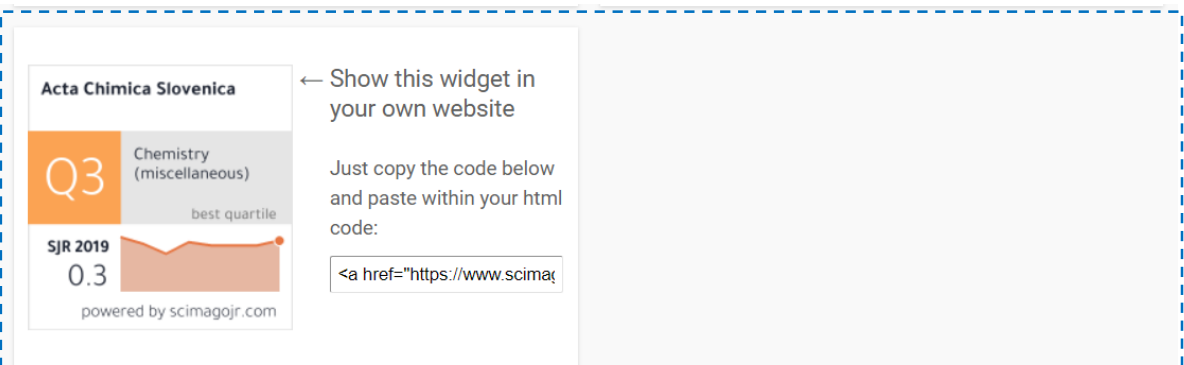 Acta Chimica Slovenica
Q3
Chemistry
(miscellaneous)
best quartile
SJR 2019
0.3
powered by scimagojr.com
← Show this widget in
your own website
Just copy the code below
and paste within your html
code:
<a href="https://www.scimag